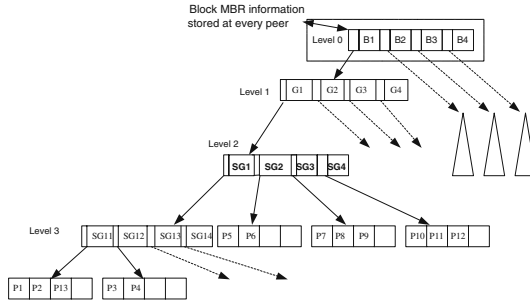 Block MBR information
stored at every peer
Level 0 B1 B2 B3 B4
Level 1 G1 G2 G3 G4
Level 2
SG1 SG2 SG3 SG4
Level 3 SG11 SG12 SG13 SG14 P5 P6 P7 P8 P9 P10 P11 P12
P1 P2 P13 P3 P4